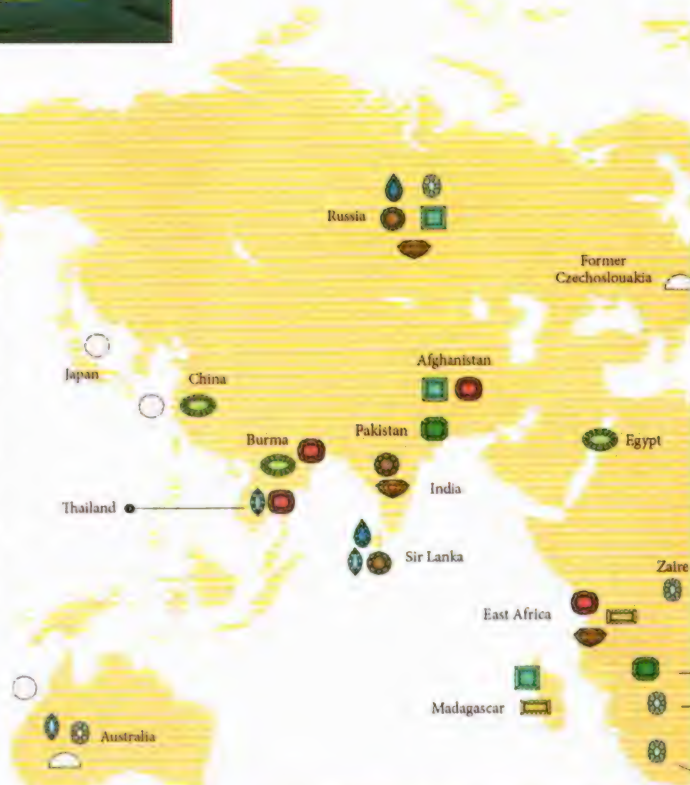 Russia
Former
Czechoslouakia
Japan
China
Afghanistan
Burma
Pakistan
Egypt
India
Thailand
Sir Lanka
Zaire
East Africa
Madagascar
Australia